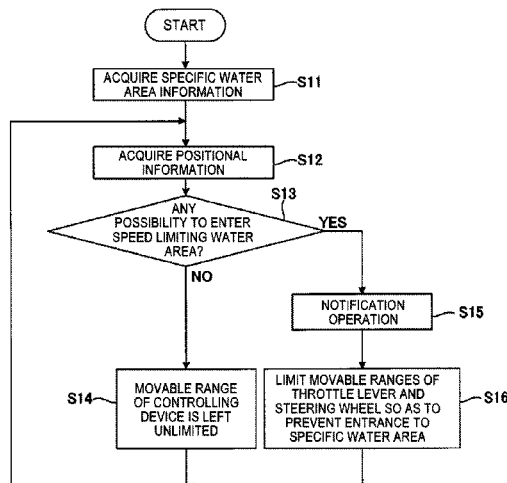 START
ACQUIRE SPECIFIC WATER
AREA INFORMATION
S11
ACQUIRE POSITIONAL
INFORMATION
S12
S13
ANY
POSSIBILITY TO ENTER
SPEED LIMITING WATER
AREA?
YES
NO
NOTIFICATION
OPERATION
S15
S14
MOVABLE RANGE
OF CONTROLLING
DEVICE IS LEFT
UNLIMITED
LIMIT MOVABLE RANGES OF
THROTTLE LEVER AND
STEERING WHEEL SO AS TO
PREVENT ENTRANCE TO
SPECIFIC WATER AREA
S16